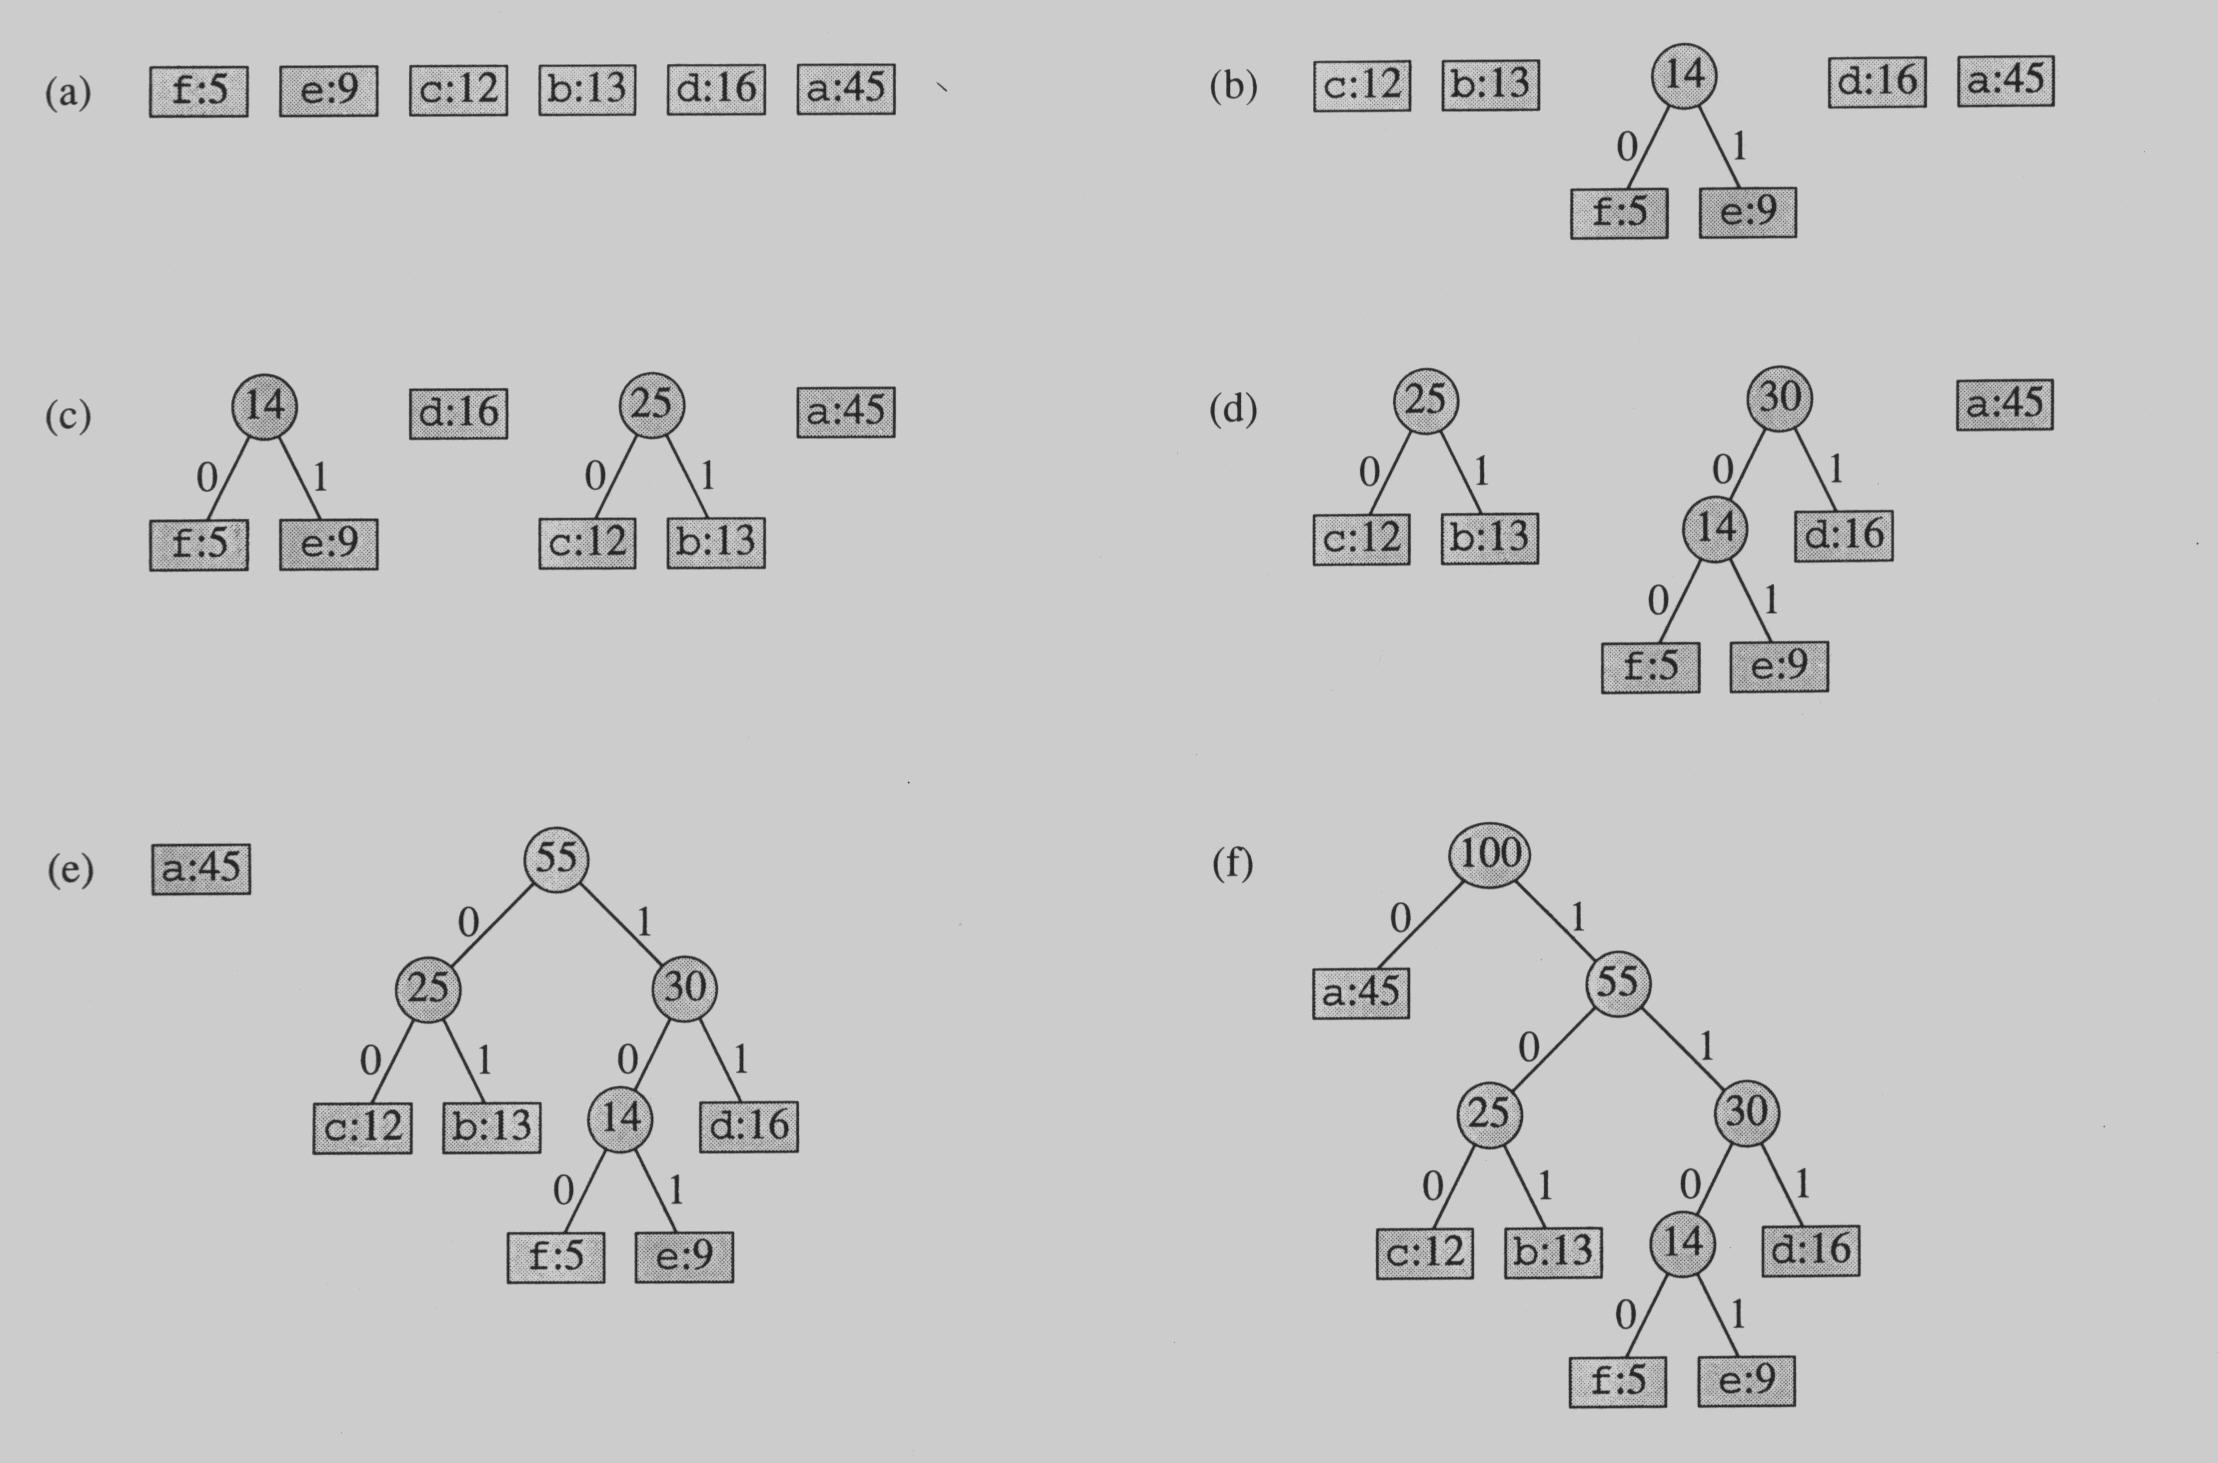 (a) f:5 e:9 c:12 b:13 d:16 a:45
(b) c:12 b:13 14 d:16 a:45
0 1
f:5 e:9
(c) 14 d:16 25 a:45
0 1 0 1
f:5 e:9 c:12 b:13
(d) 25 30 a:45
0 1 0 1
c:12 b:13 14 d:16
0 1
f:5 e:9
(e) a:45 55
0 1
25 30
0 1 0 1
c:12 b:13 14 d:16
0 1
f:5 e:9
(f) 100
0 1
a:45 55
0 1
25 30
0 1 0 1
c:12 b:13 14 d:16
0 1
f:5 e:9